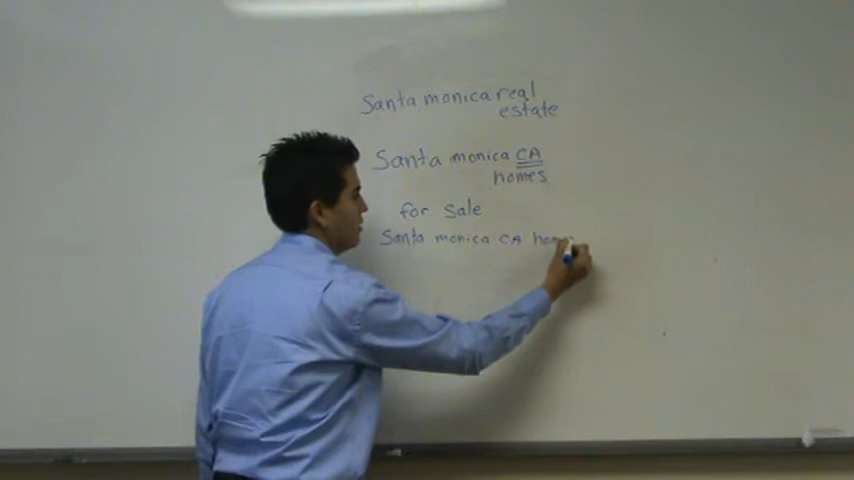 Santa monica real
estate
Santa monica CA
homes
for sale
Santa monica CA